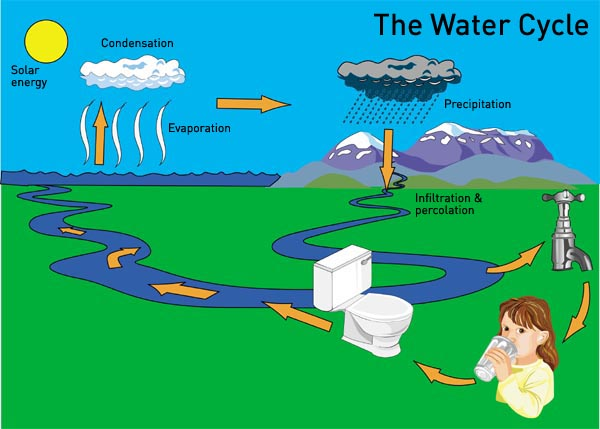 The Water Cycle
Condensation
Solar
energy
Precipitation
Evaporation
Infiltration &
percolation